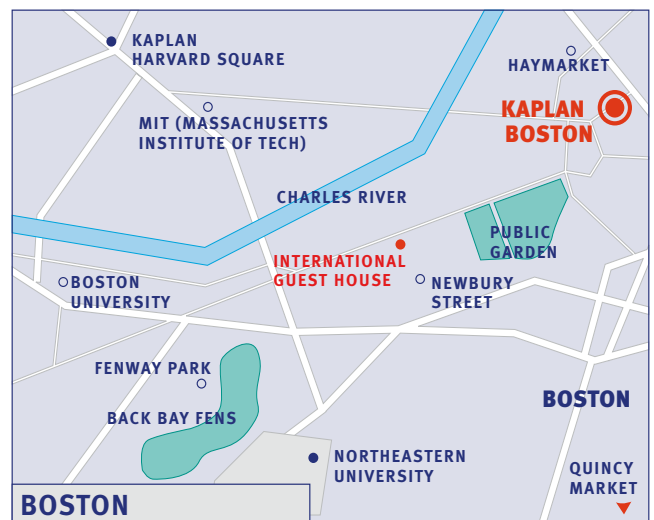 KAPLAN
HARVARD SQUARE
HAYMARKET
KAPLAN
BOSTON
MIT (MASSACHUSETTS
INSTITUTE OF TECH)
CHARLES RIVER
PUBLIC
GARDEN
INTERNATIONAL
GUEST HOUSE
NEWBURY
STREET
BOSTON
UNIVERSITY
FENWAY PARK
BACK BAY FENS
BOSTON
NORTHEASTERN
UNIVERSITY
QUINCY
MARKET
BOSTON